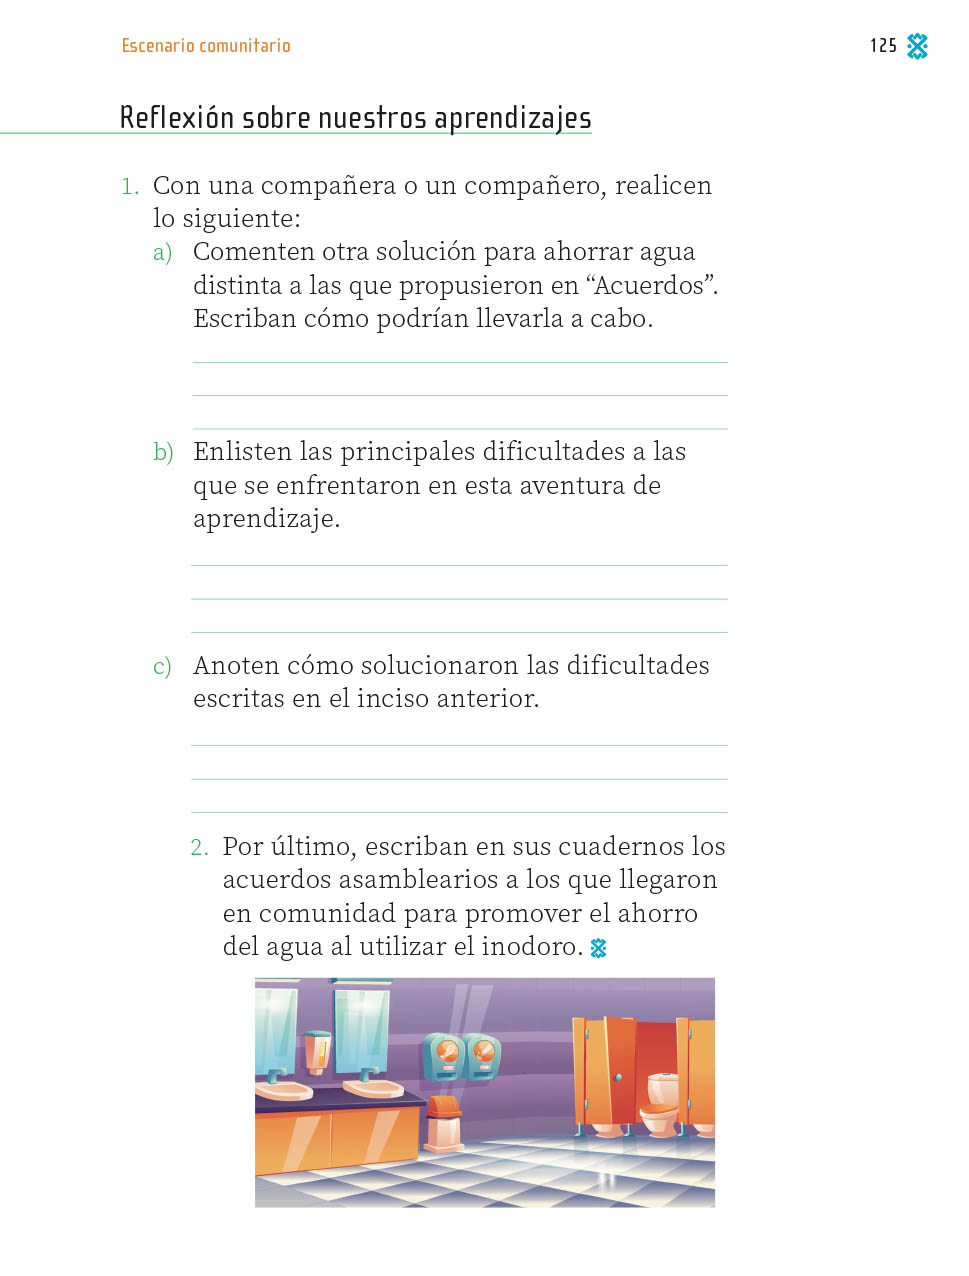 Escenario comunitario
125
Reflexión sobre nuestros aprendizajes
1. Con una compañera o un compañero, realicen
lo siguiente:
a) Comenten otra solución para ahorrar agua
distinta a las que propusieron en “Acuerdos”.
Escriban cómo podrían llevarla a cabo.
b) Enlisten las principales dificultades a las
que se enfrentaron en esta aventura de
aprendizaje.
c) Anoten cómo solucionaron las dificultades
escritas en el inciso anterior.
2. Por último, escriban en sus cuadernos los
acuerdos asamblearios a los que llegaron
en comunidad para promover el ahorro
del agua al utilizar el inodoro.